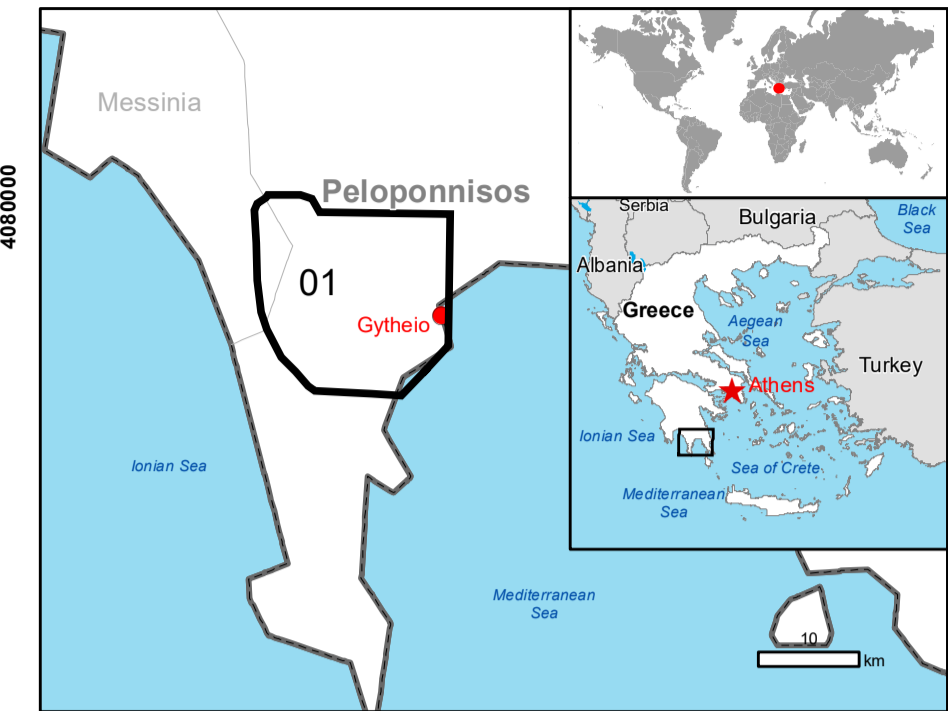 4080000
Messinia
Peloponnisos
01
Gytheio
Ionian Sea
Mediterranean
Sea
10
km
Serbia
Bulgaria
Black
Sea
Albania
Greece
Aegean
Sea
Turkey
Athens
Ionian Sea
Sea of Crete
Mediterranean
Sea